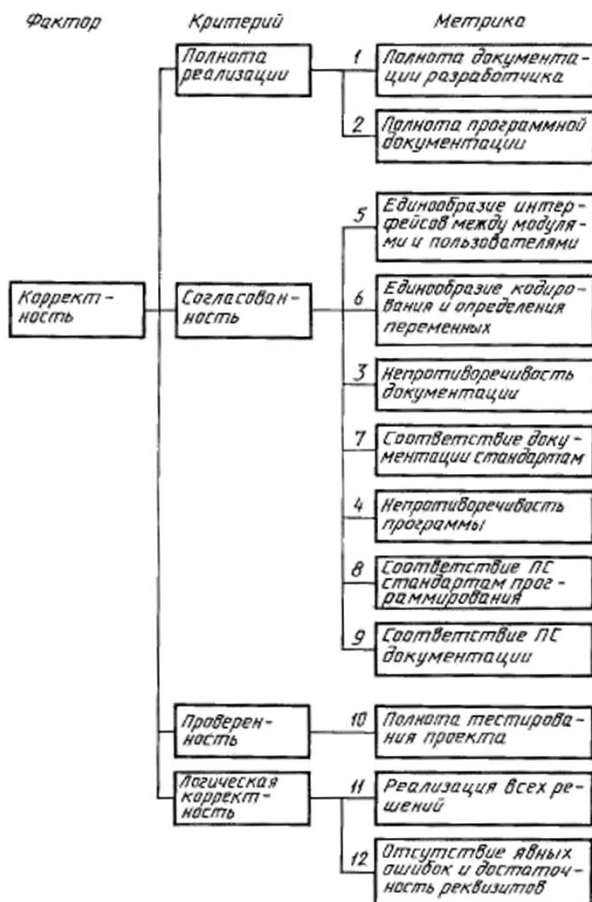 Фактор Критерий Метрика
Полнота
реализации
1
Полнота документа-
ции разработчика
2
Полнота программной
документации
Коррект-
ность
Согласован-
ность
5
Единообразие интер-
фейсов между модуля-
ми и пользователями
6
Единообразие кодиро-
вания и определения
переменных
3
Непротиворечивость
документации
7
Соответствие доку-
ментации стандартам
4
Непротиворечивость
программы
8
Соответствие ПС
стандартам прог-
раммирования
9
Соответствие ПС
документации
Проверен-
ность
10
Полнота тестирова-
ния проекта
Логическая
коррект-
ность
11
Реализация всех ре-
шений
12
Отсутствие явных
ошибок и достаточ-
ность реквизитов